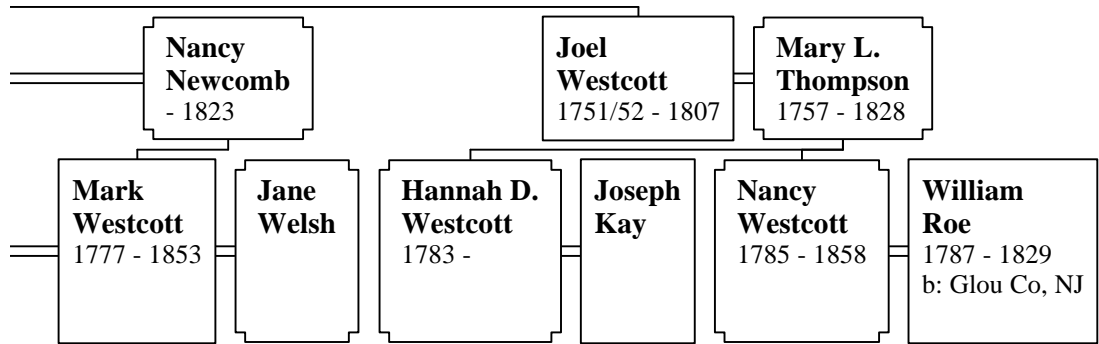 Nancy
Newcomb
- 1823
Joel
Westcott
1751/52 - 1807
Mary L.
Thompson
1757 - 1828
Mark
Westcott
1777 - 1853
Jane
Welsh
Hannah D.
Westcott
1783 -
Joseph
Kay
Nancy
Westcott
1785 - 1858
William
Roe
1787 - 1829
b: Glou Co, NJ